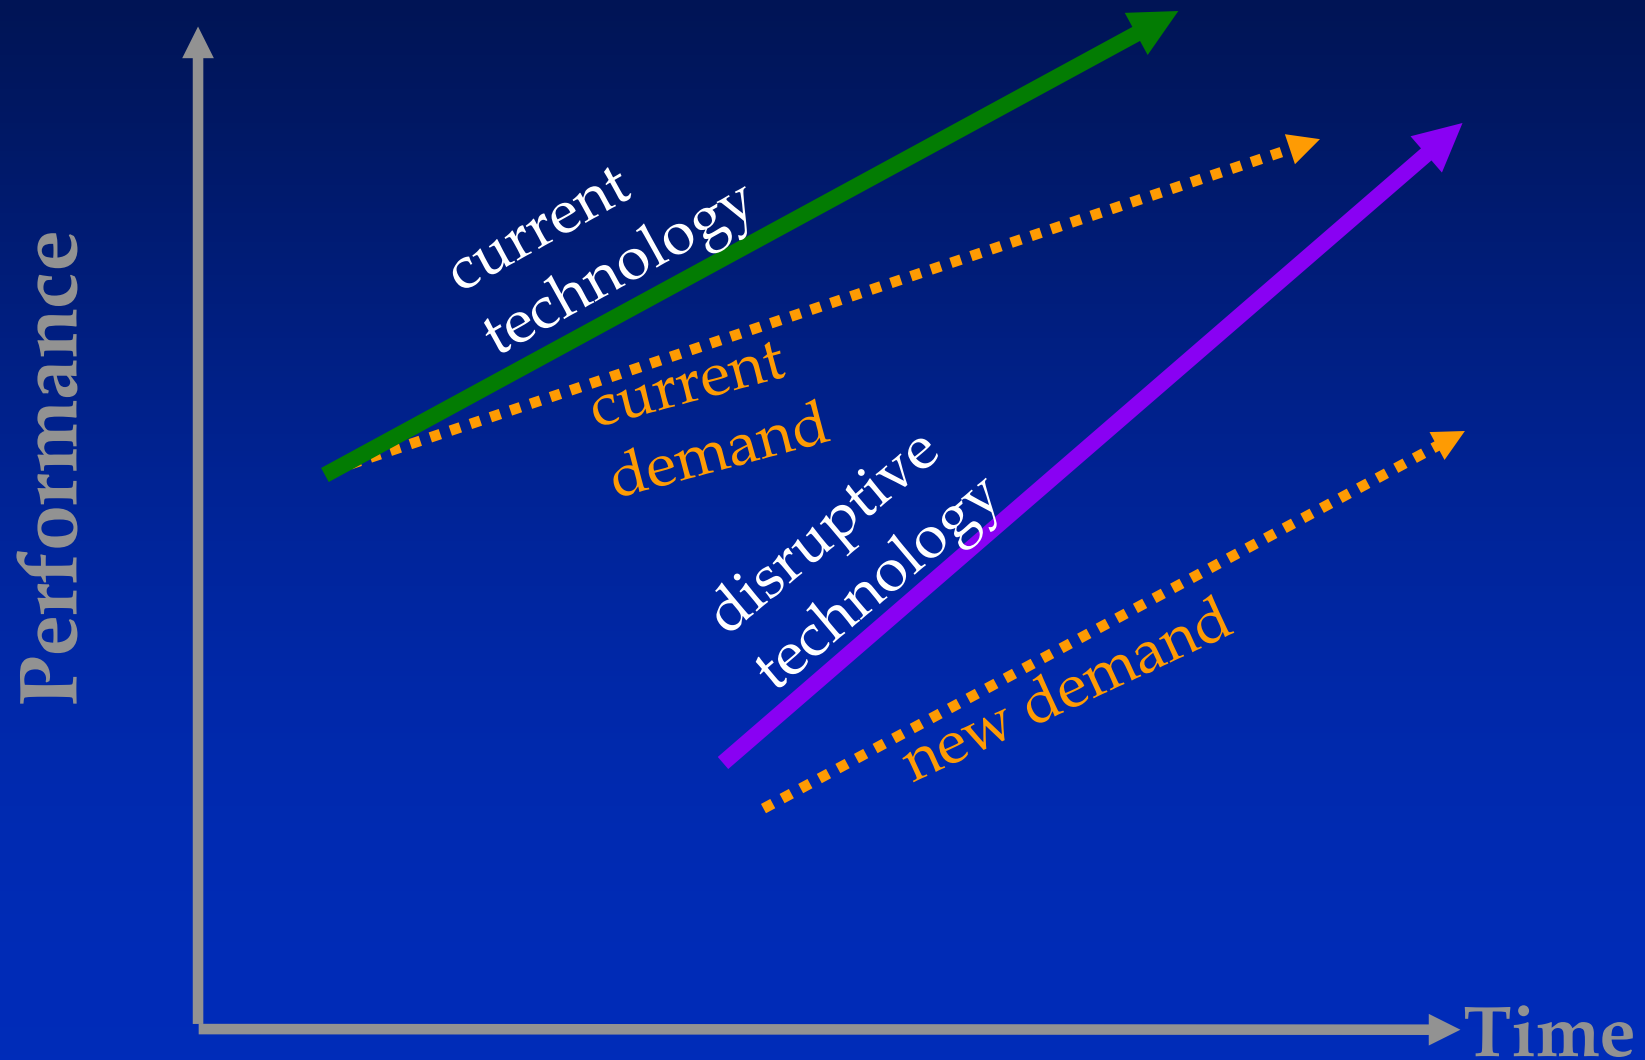 Performance
current
technology
current
demand
disruptive
technology
new demand
Time